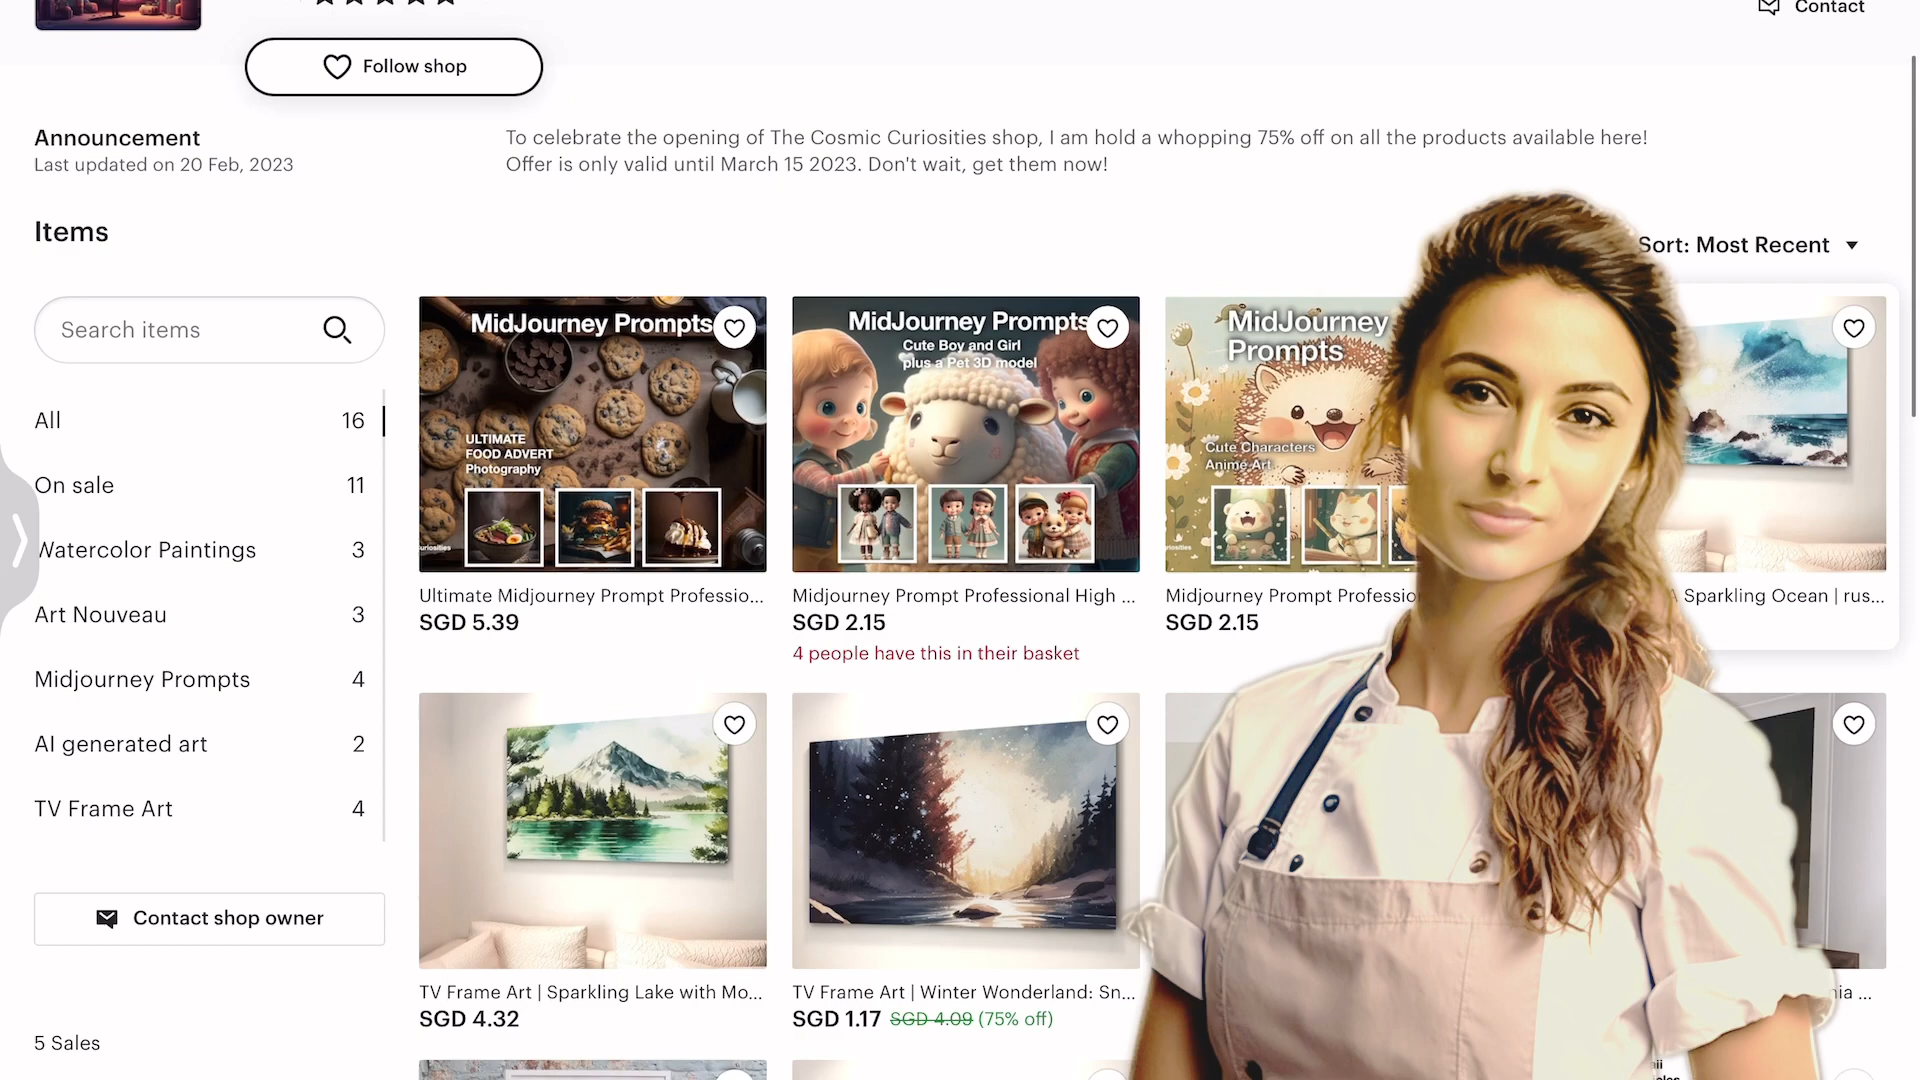 Contact
Follow shop
Announcement
Last updated on 20 Feb, 2023
To celebrate the opening of The Cosmic Curiosities shop, I am hold a whopping 75% off on all the products available here!
Offer is only valid until March 15 2023. Don't wait, get them now!
Items
Sort: Most Recent
Search items
All 16
On sale 11
Watercolor Paintings 3
Art Nouveau 3
Midjourney Prompts 4
AI generated art 2
TV Frame Art 4
Contact shop owner
5 Sales
MidJourney Prompts
ULTIMATE
FOOD ADVERT
Photography
Ultimate Midjourney Prompt Professio...
SGD 5.39
MidJourney Prompts
Cute Boy and Girl
plus a Pet 3D model
Midjourney Prompt Professional High ...
SGD 2.15
4 people have this in their basket
MidJourney
Prompts
Cute Characters
Anime Art
Midjourney Prompt Professio
SGD 2.15
A Sparkling Ocean | rus...
TV Frame Art | Sparkling Lake with Mo...
SGD 4.32
TV Frame Art | Winter Wonderland: Sn...
SGD 1.17 SGD 4.09 (75% off)